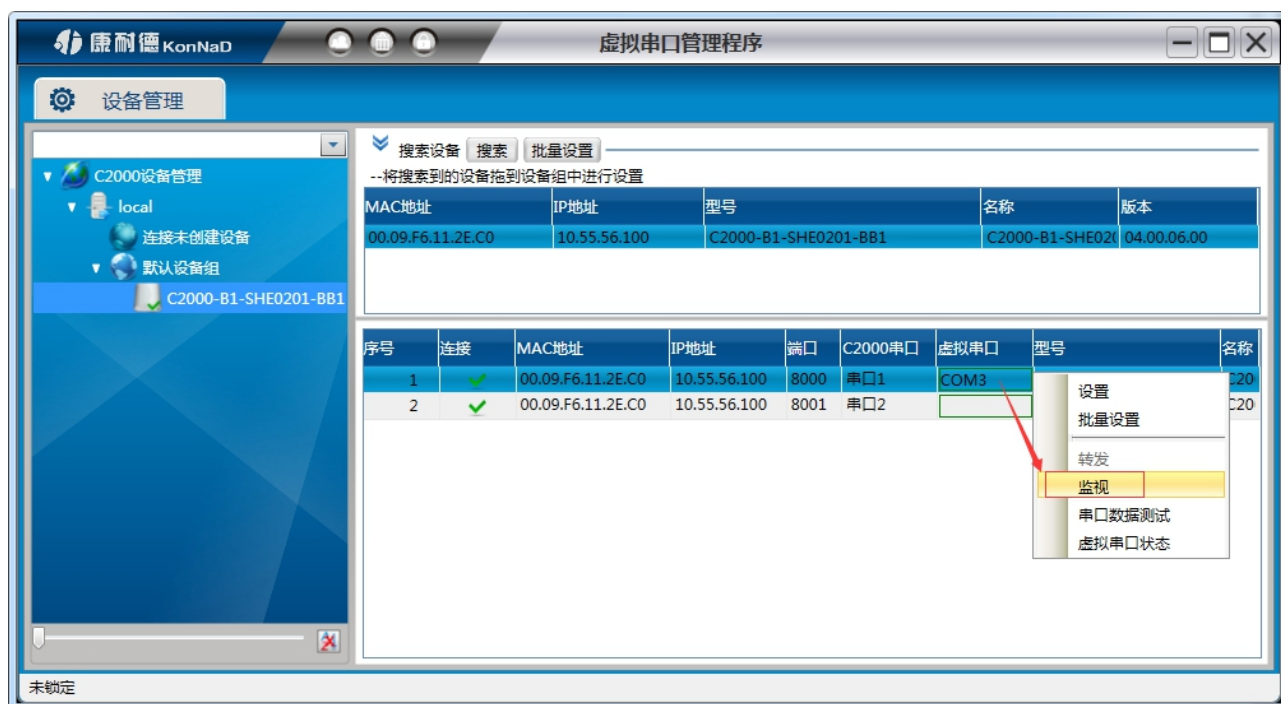 康耐德 KonNaD
虚拟串口管理程序
设备管理
C2000设备管理
local
连接未创建设备
默认设备组
C2000-B1-SHE0201-BB1
搜索设备 搜索 批量设置
--将搜索到的设备拖到设备组中进行设置
MAC地址 IP地址 型号 名称 版本
00.09.F6.11.2E.C0 10.55.56.100 C2000-B1-SHE0201-BB1 C2000-B1-SHE02( 04.00.06.00
序号 连接 MAC地址 IP地址 端口 C2000串口 虚拟串口 型号 名称
1 00.09.F6.11.2E.C0 10.55.56.100 8000 串口1 COM3 C20
2 00.09.F6.11.2E.C0 10.55.56.100 8001 串口2 C20
设置
批量设置
转发
监视
串口数据测试
虚拟串口状态
未锁定